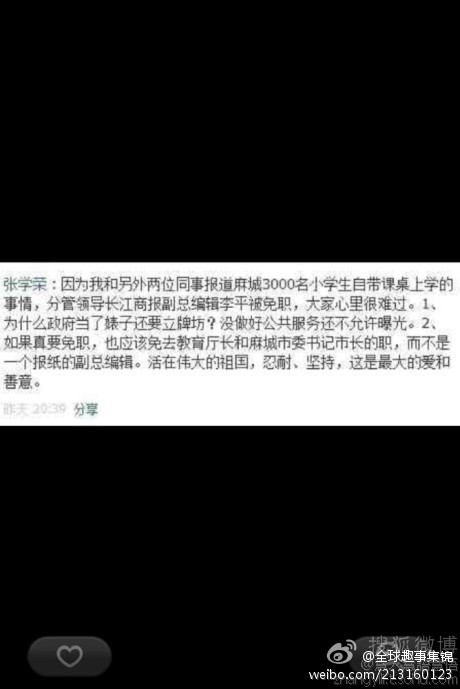 张学荣：因为我和另外两位同事报道麻城3000名小学生自带课桌上学的
事情，分管领导长江商报副总编辑李平被免职，大家心里很难过。1、
为什么政府当了婊子还要立牌坊？没做好公共服务还不允许曝光。2、
如果真要免职，也应该免去教育厅长和麻城市委书记市长的职，而不是
一个报纸的副总编辑。活在伟大的祖国，忍耐、坚持，这是最大的爱和
善意。
昨天 20:39 分享
搜狐微博
@全球趣事集锦
weibo.com/213160123